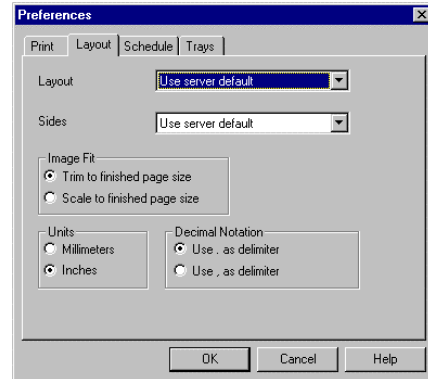 Preferences
Print Layout Schedule Trays
Layout Use server default
Sides Use server default
Image Fit
Trim to finished page size
Scale to finished page size
Units Decimal Notation
Millimeters Use . as delimiter
Inches Use , as delimiter
OK Cancel Help